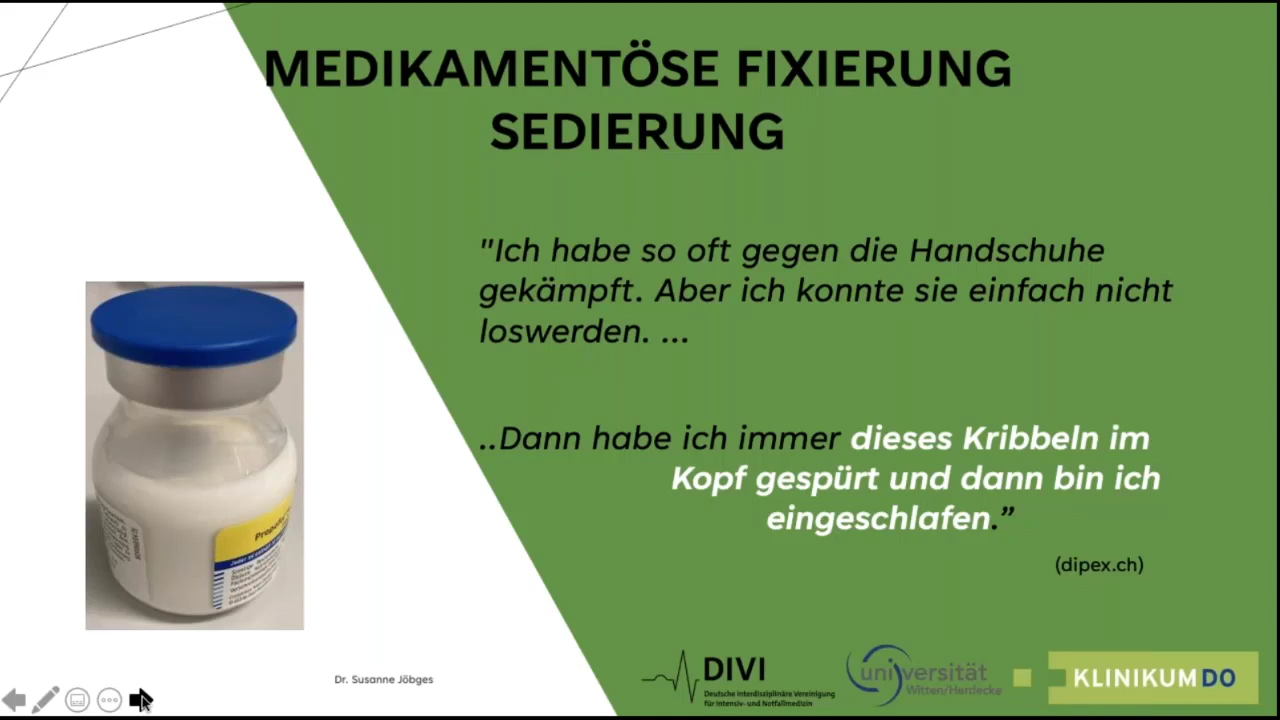 MEDIKAMENTÖSE FIXIERUNG
SEDIERUNG
"Ich habe so oft gegen die Handschuhe
gekämpft. Aber ich konnte sie einfach nicht
loswerden. ...
..Dann habe ich immer dieses Kribbeln im
Kopf gespürt und dann bin ich
eingeschlafen.”
(dipex.ch)
Dr. Susanne Jöbges
DIVI
Deutsche Interdisziplinäre Vereinigung
für Intensiv- und Notfallmedizin
universität
Witten/Herdecke
KLINIKUMDO